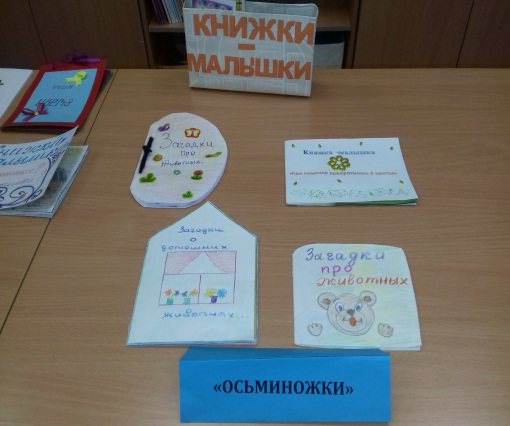 КНИЖКИ
–
МАЛЫШКИ
Загадки
про
животных.
Книжка -малышка
Загадки
о
домашних
животных...
Загадки
про
животных
«ОСЬМИНОЖКИ»